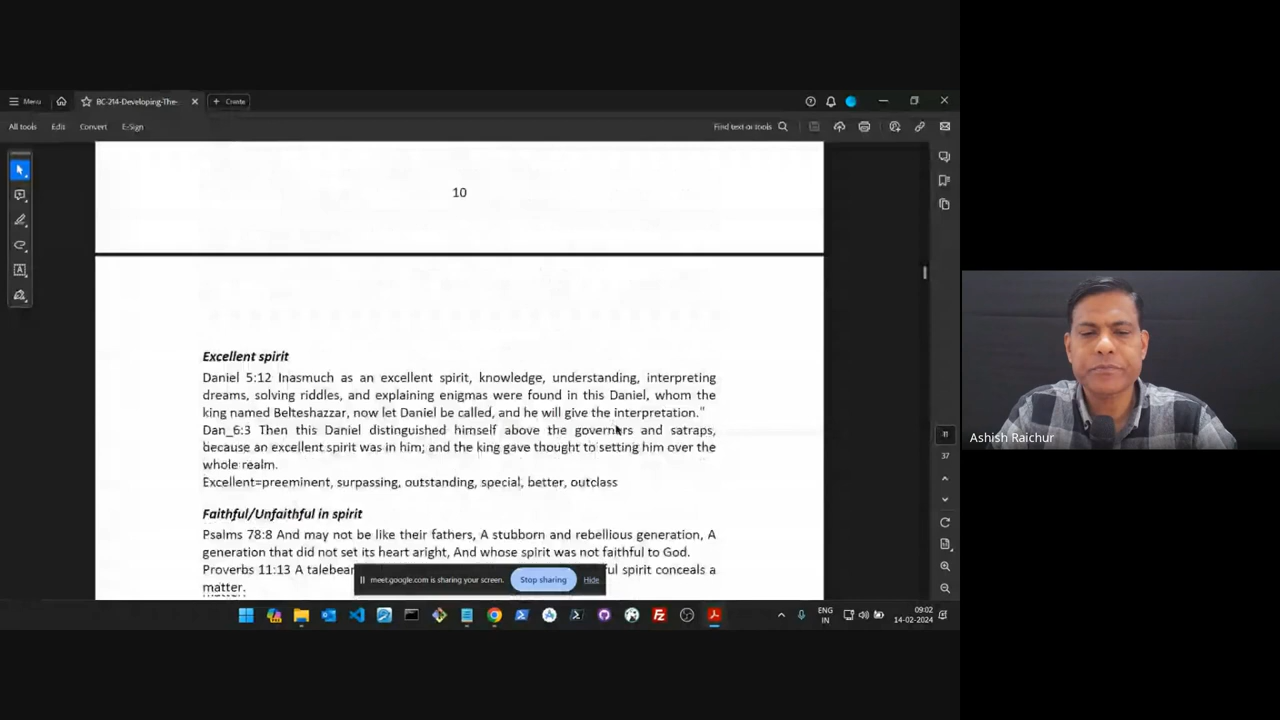 Menu
BC-214-Developing-The-
Create
All tools
Edit
Convert
E-Sign
Find text or tools
10
Excellent spirit
Daniel 5:12 Inasmuch as an excellent spirit, knowledge, understanding, interpreting
dreams, solving riddles, and explaining enigmas were found in this Daniel, whom the
king named Belteshazzar, now let Daniel be called, and he will give the interpretation."
Dan_6:3 Then this Daniel distinguished himself above the governors and satraps,
because an excellent spirit was in him; and the king gave thought to setting him over the
whole realm.
Excellent=preeminent, surpassing, outstanding, special, better, outclass
Faithful/Unfaithful in spirit
Psalms 78:8 And may not be like their fathers, A stubborn and rebellious generation, A
generation that did not set its heart aright, And whose spirit was not faithful to God.
Proverbs 11:13 A talebear ul spirit conceals a
matter.
meet.google.com is sharing your screen.
Stop sharing
Hide
37
Ashish Raichur
ENG
IN
09:02
14-02-2024